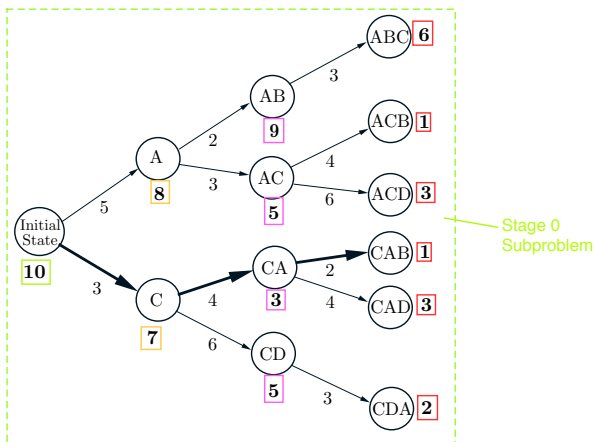 ABC 6
3
AB
9
2
ACB 1
4
A
8
3
AC
5
6
ACD 3
5
Initial
State
10
Stage 0
Subproblem
3
CA
3
2
CAB 1
C
7
4
4
CAD 3
6
CD
5
3
CDA 2